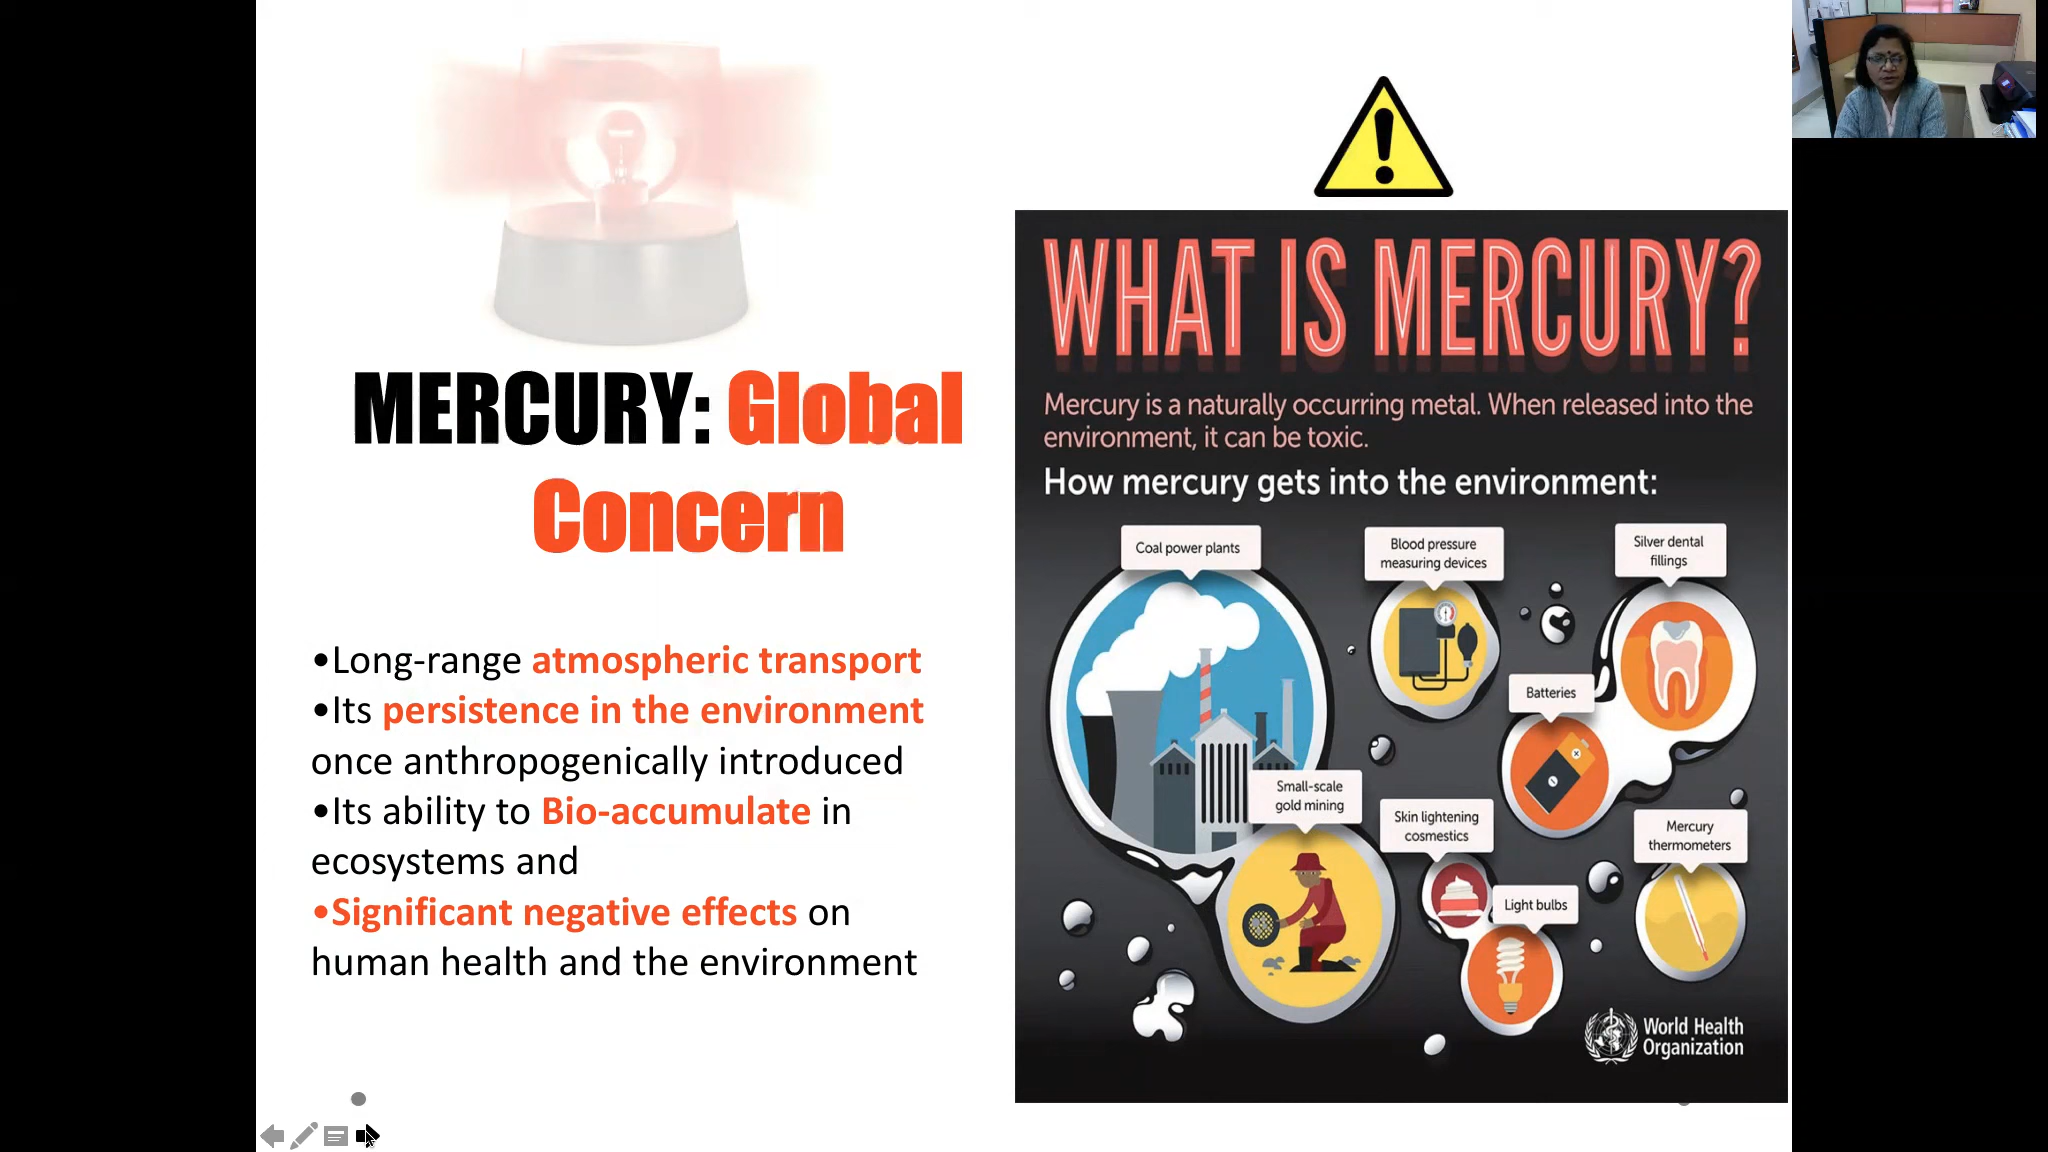 MERCURY: Global
Concern
•Long-range atmospheric transport
•Its persistence in the environment
once anthropogenically introduced
•Its ability to Bio-accumulate in
ecosystems and
•Significant negative effects on
human health and the environment
WHAT IS MERCURY?
Mercury is a naturally occurring metal. When released into the
environment, it can be toxic.
How mercury gets into the environment:
Coal power plants
Blood pressure
measuring devices
Silver dental
fillings
Batteries
Small-scale
gold mining
Skin lightening
cosmestics
Mercury
thermometers
Light bulbs
World Health
Organization